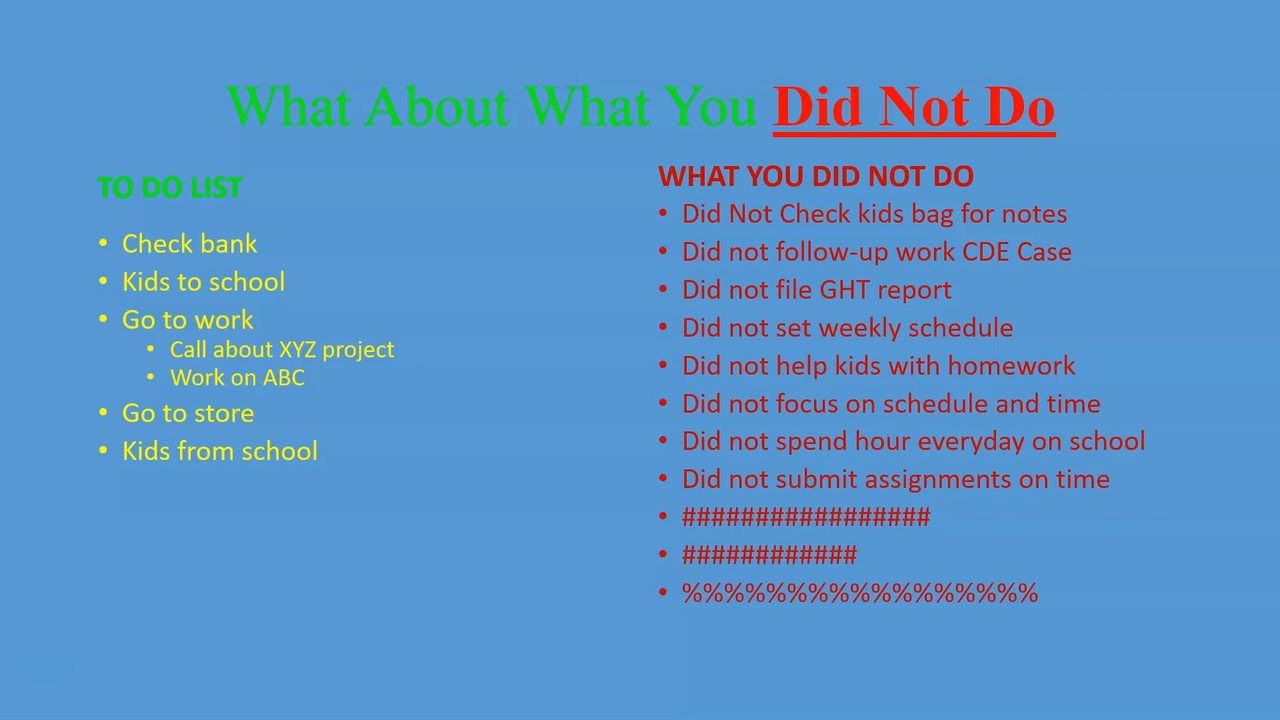 What About What You Did Not Do
TO DO LIST
• Check bank
• Kids to school
• Go to work
• Call about XYZ project
• Work on ABC
• Go to store
• Kids from school
WHAT YOU DID NOT DO
• Did Not Check kids bag for notes
• Did not follow-up work CDE Case
• Did not file GHT report
• Did not set weekly schedule
• Did not help kids with homework
• Did not focus on schedule and time
• Did not spend hour everyday on school
• Did not submit assignments on time
• #################
• ############
• %%%%%%%%%%%%%%%%%